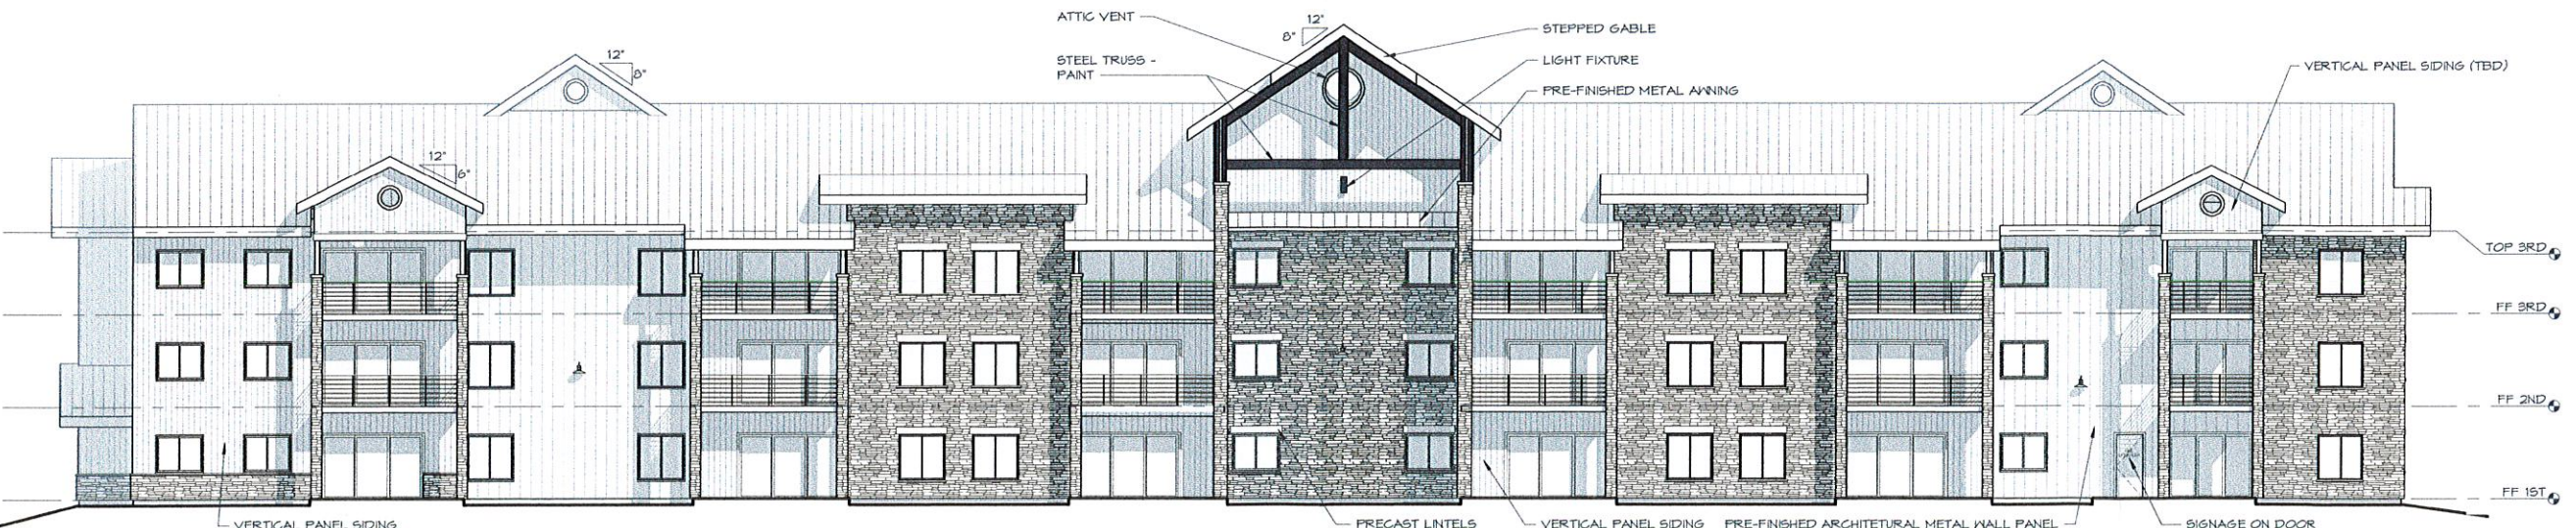 ATTIC VENT
12"
8"
STEPPED GABLE
STEEL TRUSS -
PAINT
LIGHT FIXTURE
PRE-FINISHED METAL AWNING
VERTICAL PANEL SIDING (TBD)
12"
8"
12"
6"
TOP 3RD
FF 3RD
FF 2ND
FF 1ST
VERTICAL PANEL SIDING
PRECAST LINTELS
VERTICAL PANEL SIDING
PRE-FINISHED ARCHITETURAL METAL WALL PANEL
SIGNAGE ON DOOR